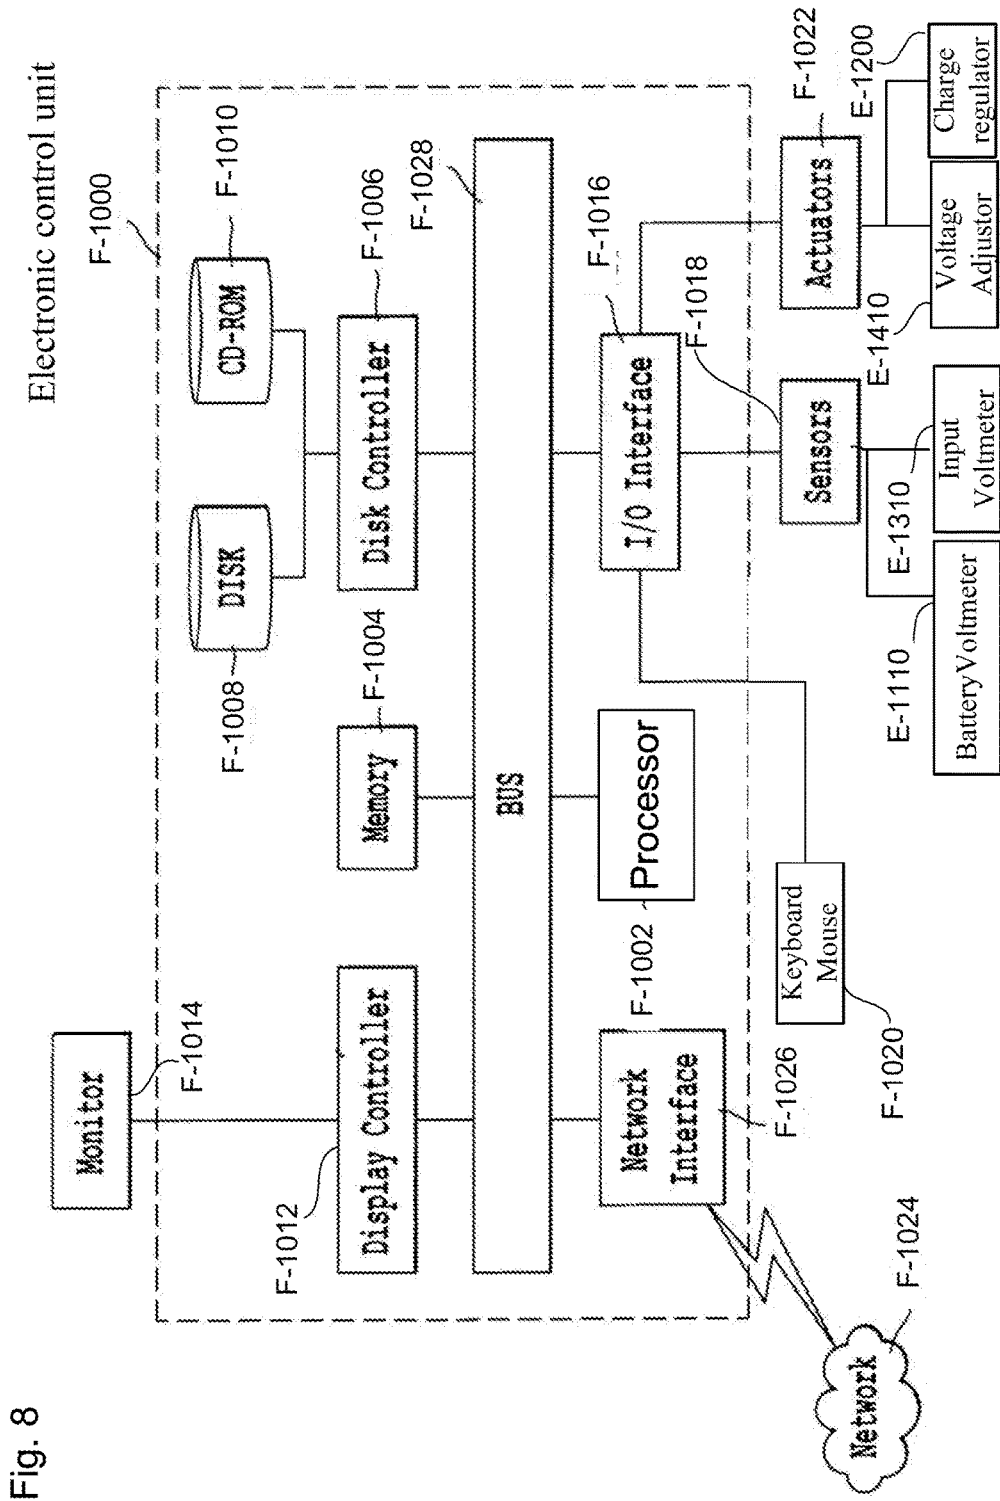 Fig. 8
Electronic control unit
F-1000
Monitor
F-1014
DISK
F-1008
CD-ROM
F-1010
F-1012
Display Controller
Memory
F-1004
Disk Controller
F-1006
BUS
F-1028
Network
Interface
F-1026
F-1002
Processor
I/O Interface
F-1016
F-1018
Network
F-1024
Keyboard
Mouse
F-1020
Sensors
Actuators
F-1022
E-1110
BatteryVoltmeter
E-1310
Input
Voltmeter
E-1410
Voltage
Adjustor
E-1200
Charge
regulator